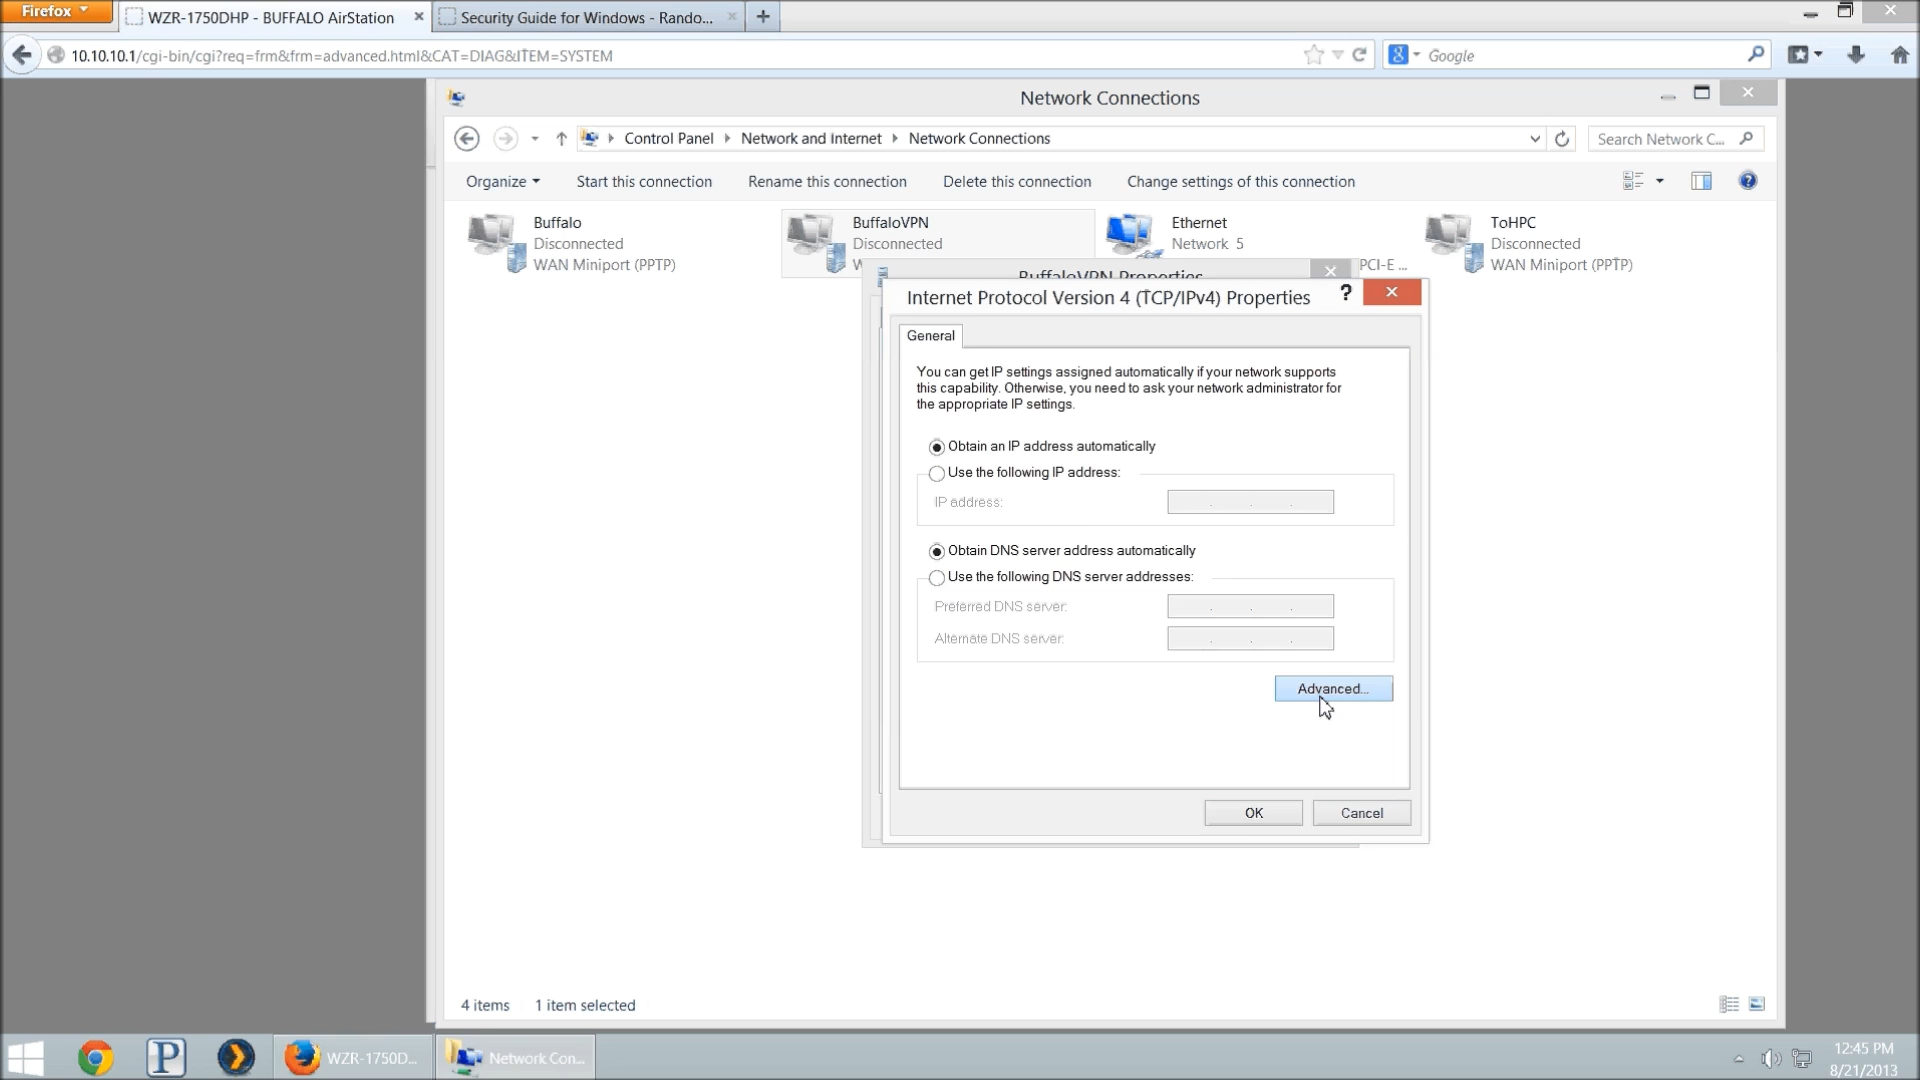 Firefox
WZR-1750DHP - BUFFALO AirStation
Security Guide for Windows - Rando...
10.10.10.1/cgi-bin/cgi?req=frm&frm=advanced.html&CAT=DIAG&ITEM=SYSTEM
Google
Network Connections
Control Panel
Network and Internet
Network Connections
Search Network C...
Organize
Start this connection
Rename this connection
Delete this connection
Change settings of this connection
Buffalo
Disconnected
WAN Miniport (PPTP)
BuffaloVPN
Disconnected
Ethernet
Network 5
PCI-E ...
ToHPC
Disconnected
WAN Miniport (PPTP)
BuffaloVPN Properties
Internet Protocol Version 4 (TCP/IPv4) Properties
General
You can get IP settings assigned automatically if your network supports
this capability. Otherwise, you need to ask your network administrator for
the appropriate IP settings.
Obtain an IP address automatically
Use the following IP address:
IP address:
Obtain DNS server address automatically
Use the following DNS server addresses:
Preferred DNS server:
Alternate DNS server:
Advanced...
OK
Cancel
4 items
1 item selected
WZR-1750D...
Network Con...
12:45 PM
8/21/2013